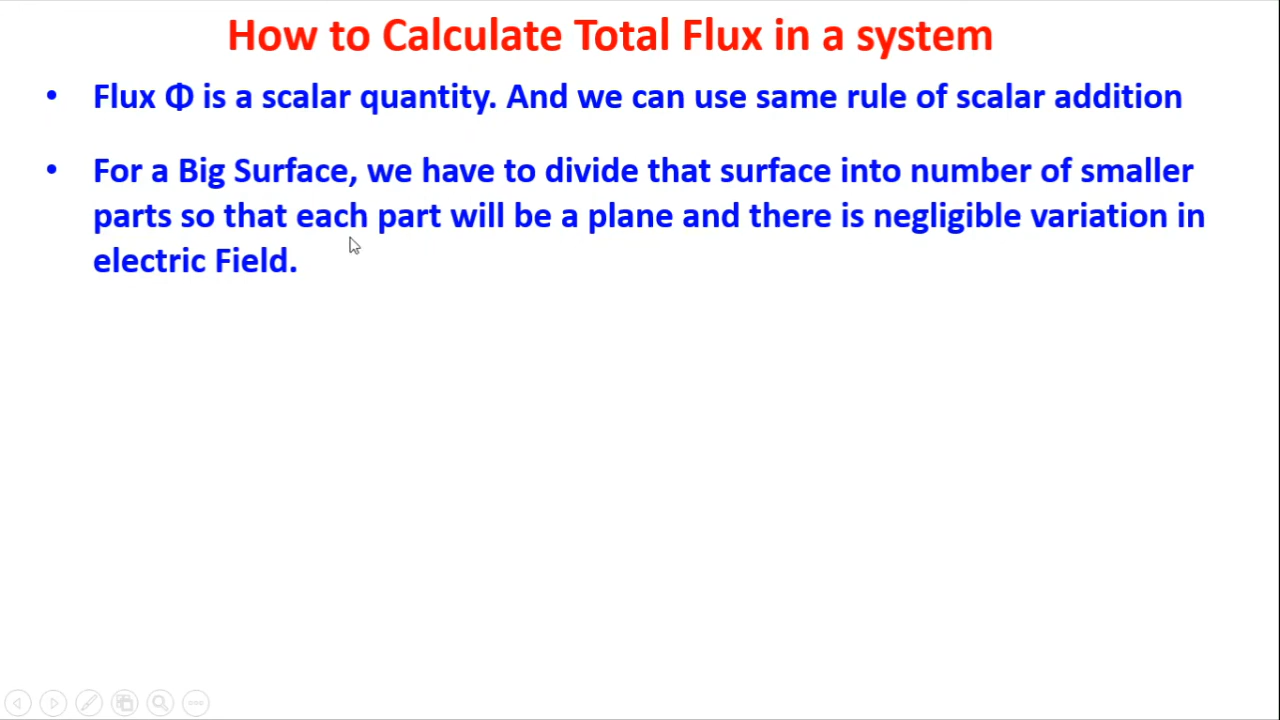 How to Calculate Total Flux in a system
• Flux Φ is a scalar quantity. And we can use same rule of scalar addition
• For a Big Surface, we have to divide that surface into number of smaller
parts so that each part will be a plane and there is negligible variation in
electric Field.